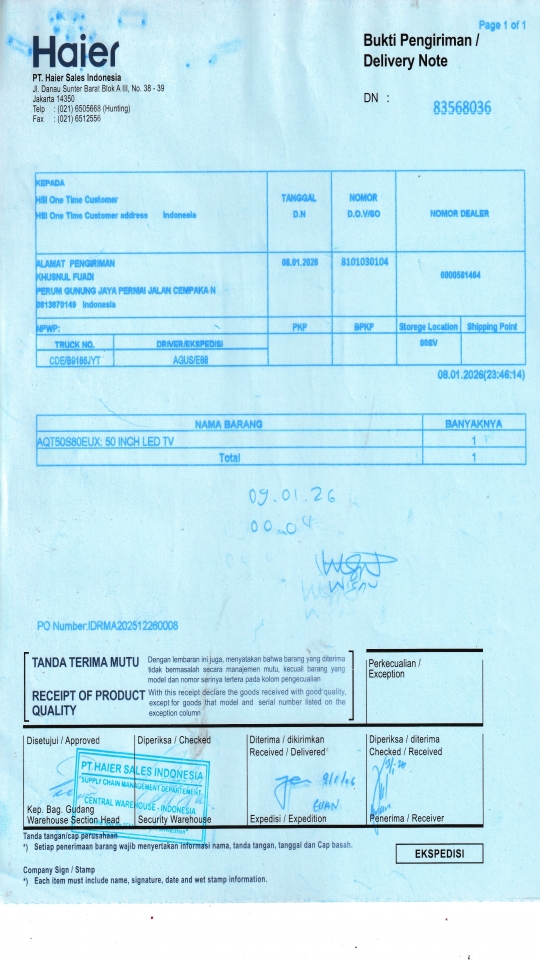 Page 1 of 1
Haier
Bukti Pengiriman /
Delivery Note
PT. Haier Sales Indonesia
Jl. Danau Sunter Barat Blok A III, No. 38 - 39
Jakarta 14350
Telp : (021) 6505668 (Hunting)
Fax : (021) 6512556
DN : 83568036
KEPADA
HSI One Time Customer
HSI One Time Customer address Indonesia
TANGGAL
D.N
NOMOR
D.O.V/SO
NOMOR DEALER
ALAMAT PENGIRIMAN
KHUSNUL FUADI
PERUM GUNUNG JAYA PERMAI JALAN CEMPAKA N
0813670149 Indonesia
08.01.2026
8101030104
6000581464
NPWP:
PKP
BPKP
Storege Location
Shipping Point
TRUCK NO.
DRIVER/EKSPEDISI
CDE/B9186JYT
AGUS/E88
08.01.2026(23:46:14)
NAMA BARANG
BANYAKNYA
AQT50S80EUX: 50 INCH LED TV
1
Total
1
09.01.26
00.04
PO Number:IDRMA202512260008
TANDA TERIMA MUTU
Dengan lembaran ini juga, menyatakan bahwa barang yang diterima
tidak bermasalah secara manajemen mutu, kecuali barang yang
model dan nomor serinya tertera pada kolom pengecualian
RECEIPT OF PRODUCT
QUALITY
With this receipt declare the goods received with good quality,
except for goods that model and serial number listed on the
exception column
Perkecualian /
Exception
Disetujui / Approved
Diperiksa / Checked
Diterima / dikirimkan
Received / Delivered
Diperiksa / diterima
Checked / Received
PT HAIER SALES INDONESIA
SUPPLY CHAIN MANAGEMENT DEPARTEMENT
CENTRAL WAREHOUSE - INDONESIA
Kep. Bag. Gudang
Warehouse Section Head
Security Warehouse
Expedisi / Expedition
Penerima / Receiver
Tanda tangan/cap perusahaan
*) Setiap penerimaan barang wajib menyertakan informasi nama, tanda tangan, tanggal dan Cap basah.
EKSPEDISI
Company Sign / Stamp
*) Each item must include name, signature, date and wet stamp information.